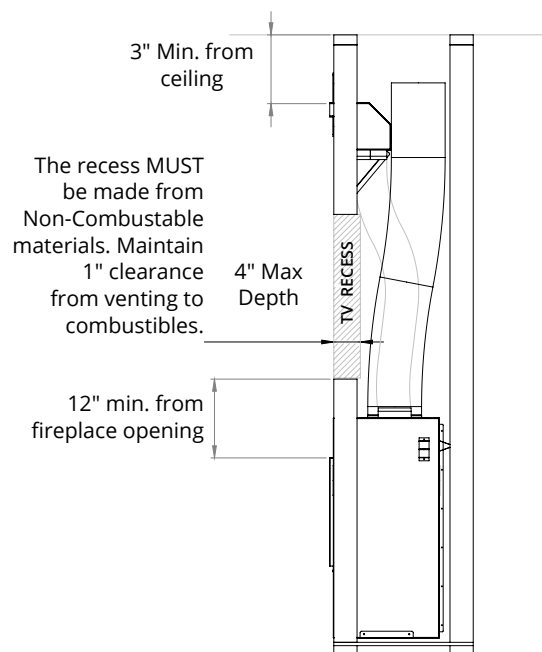 3" Min. from
ceiling
The recess MUST
be made from
Non-Combustable
materials. Maintain
1" clearance
from venting to
combustibles.
4" Max
Depth
TV RECESS
12" min. from
fireplace opening